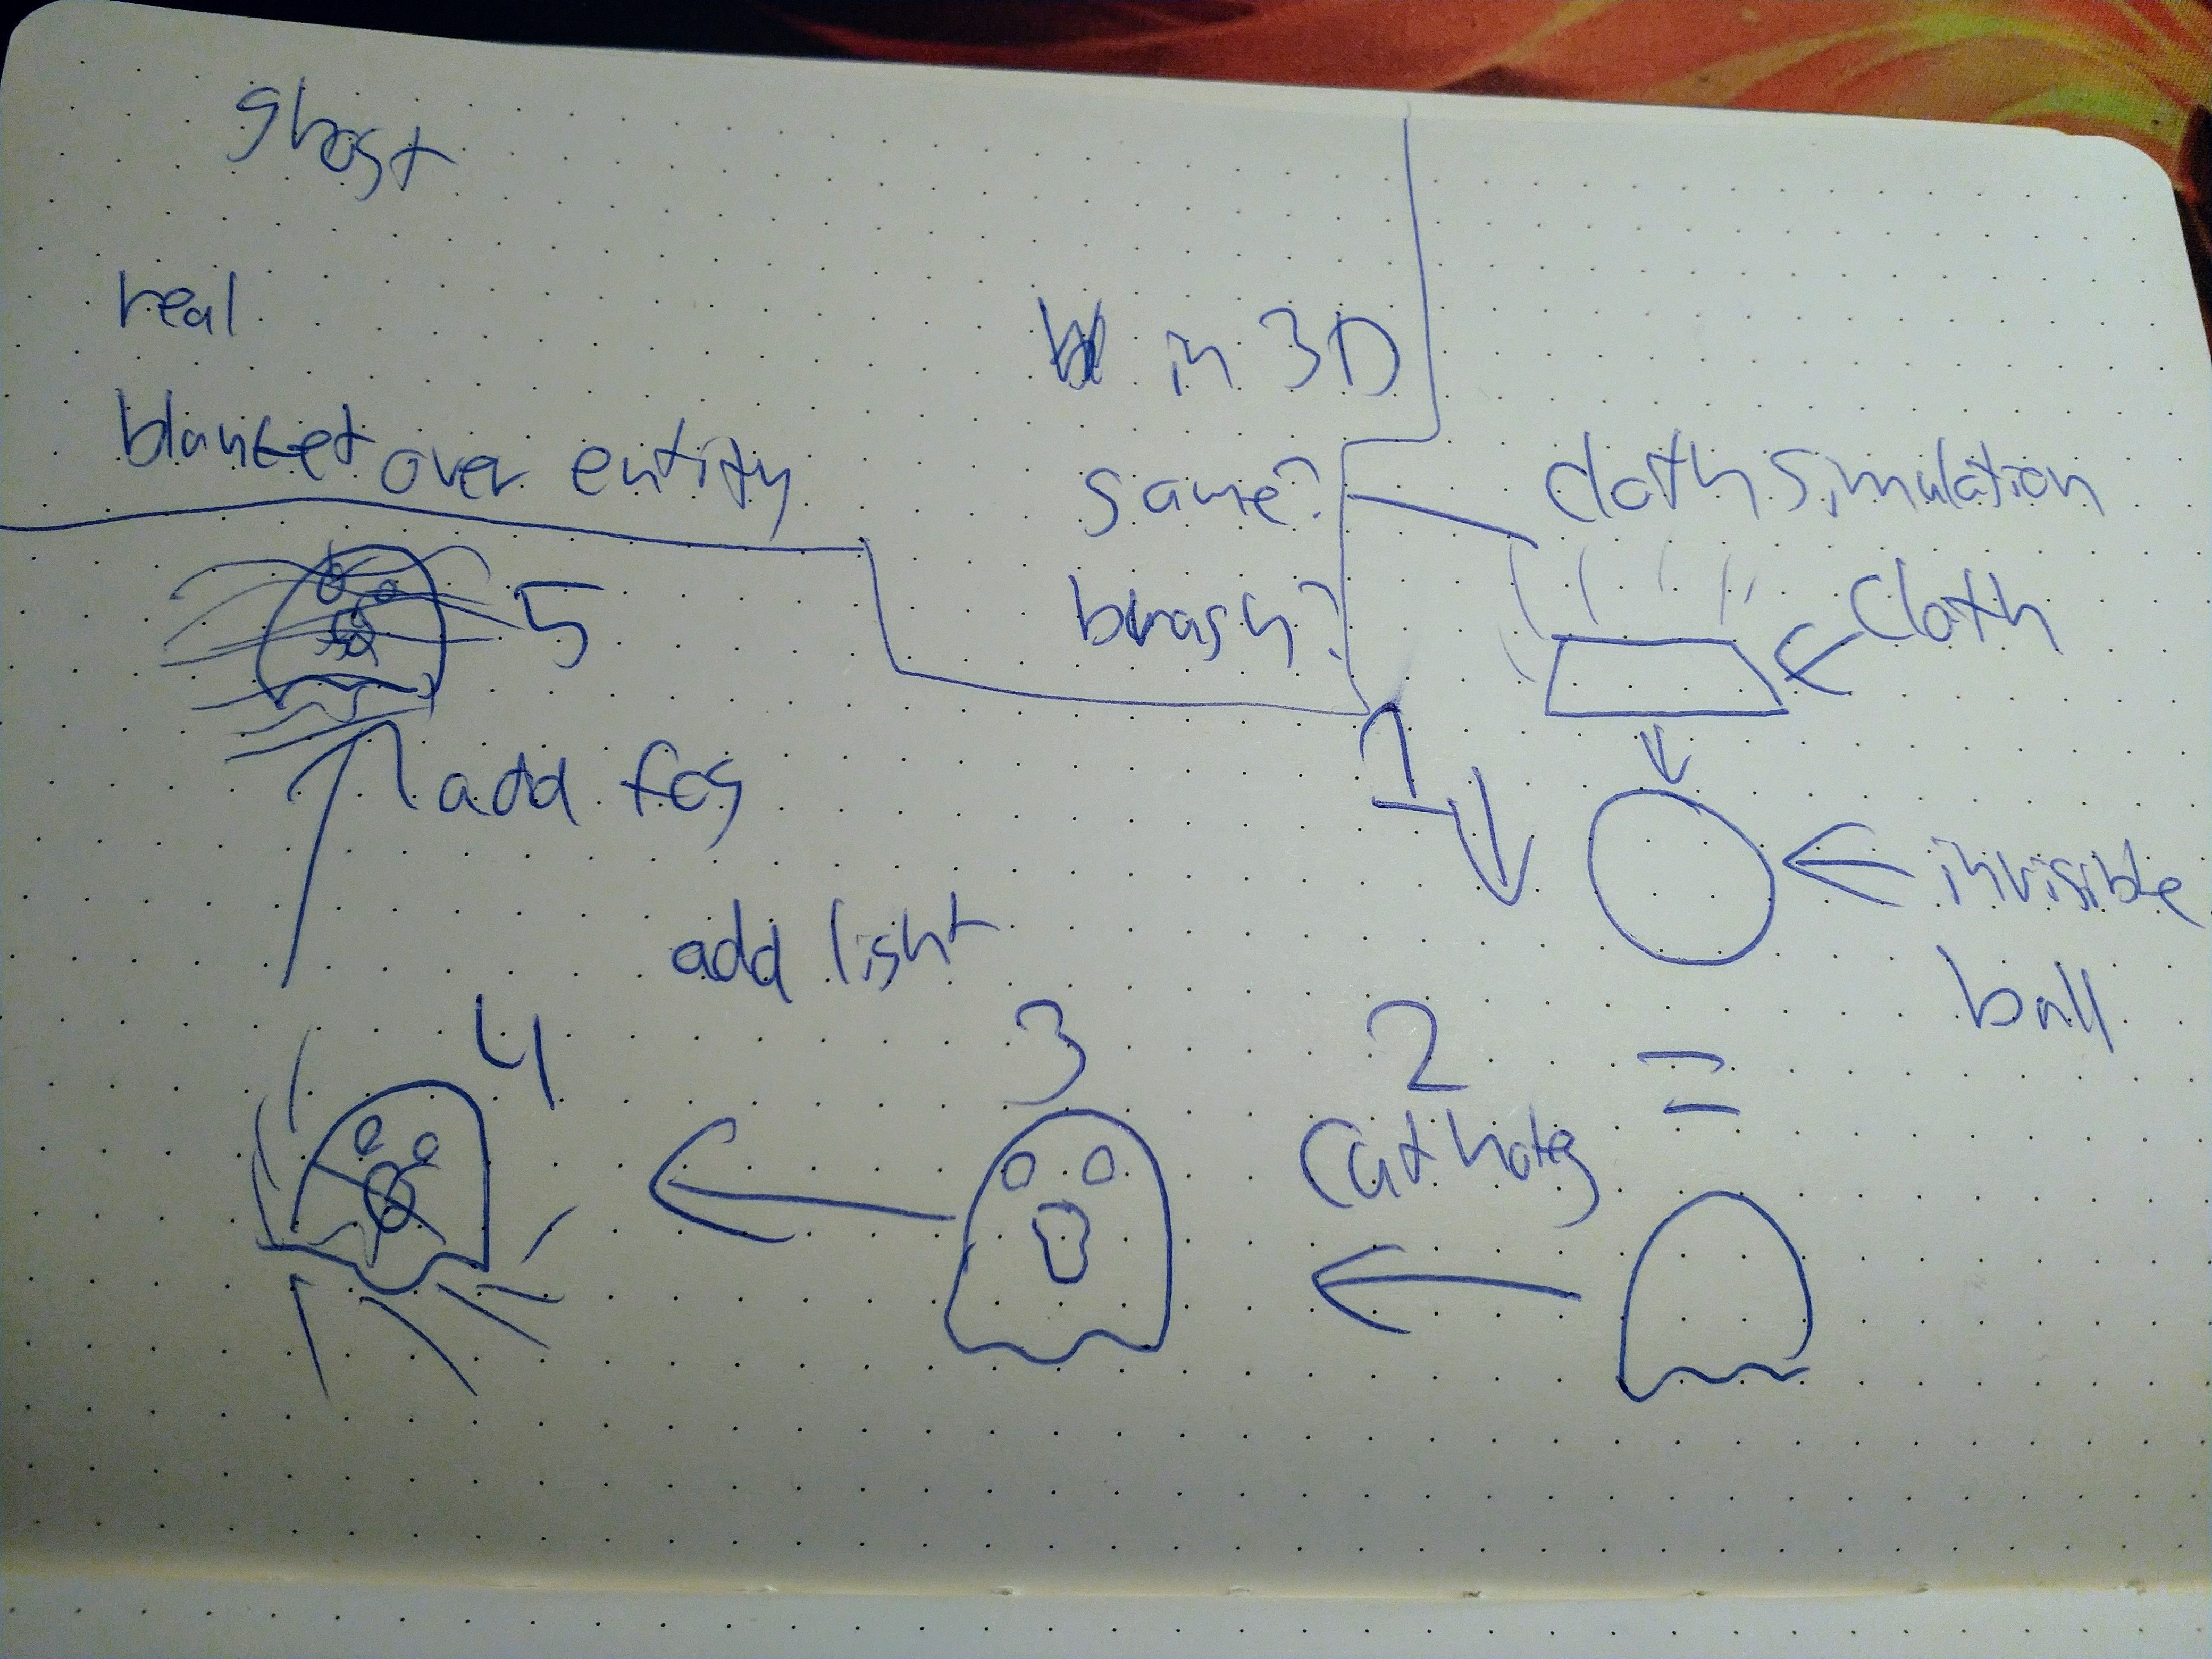 ghost
real
in 3D
blanket over entity
same?
cloth simulation
brush?
5
cloth
1
add fog
invisible
ball
add light
4
3
2
=
cut holes